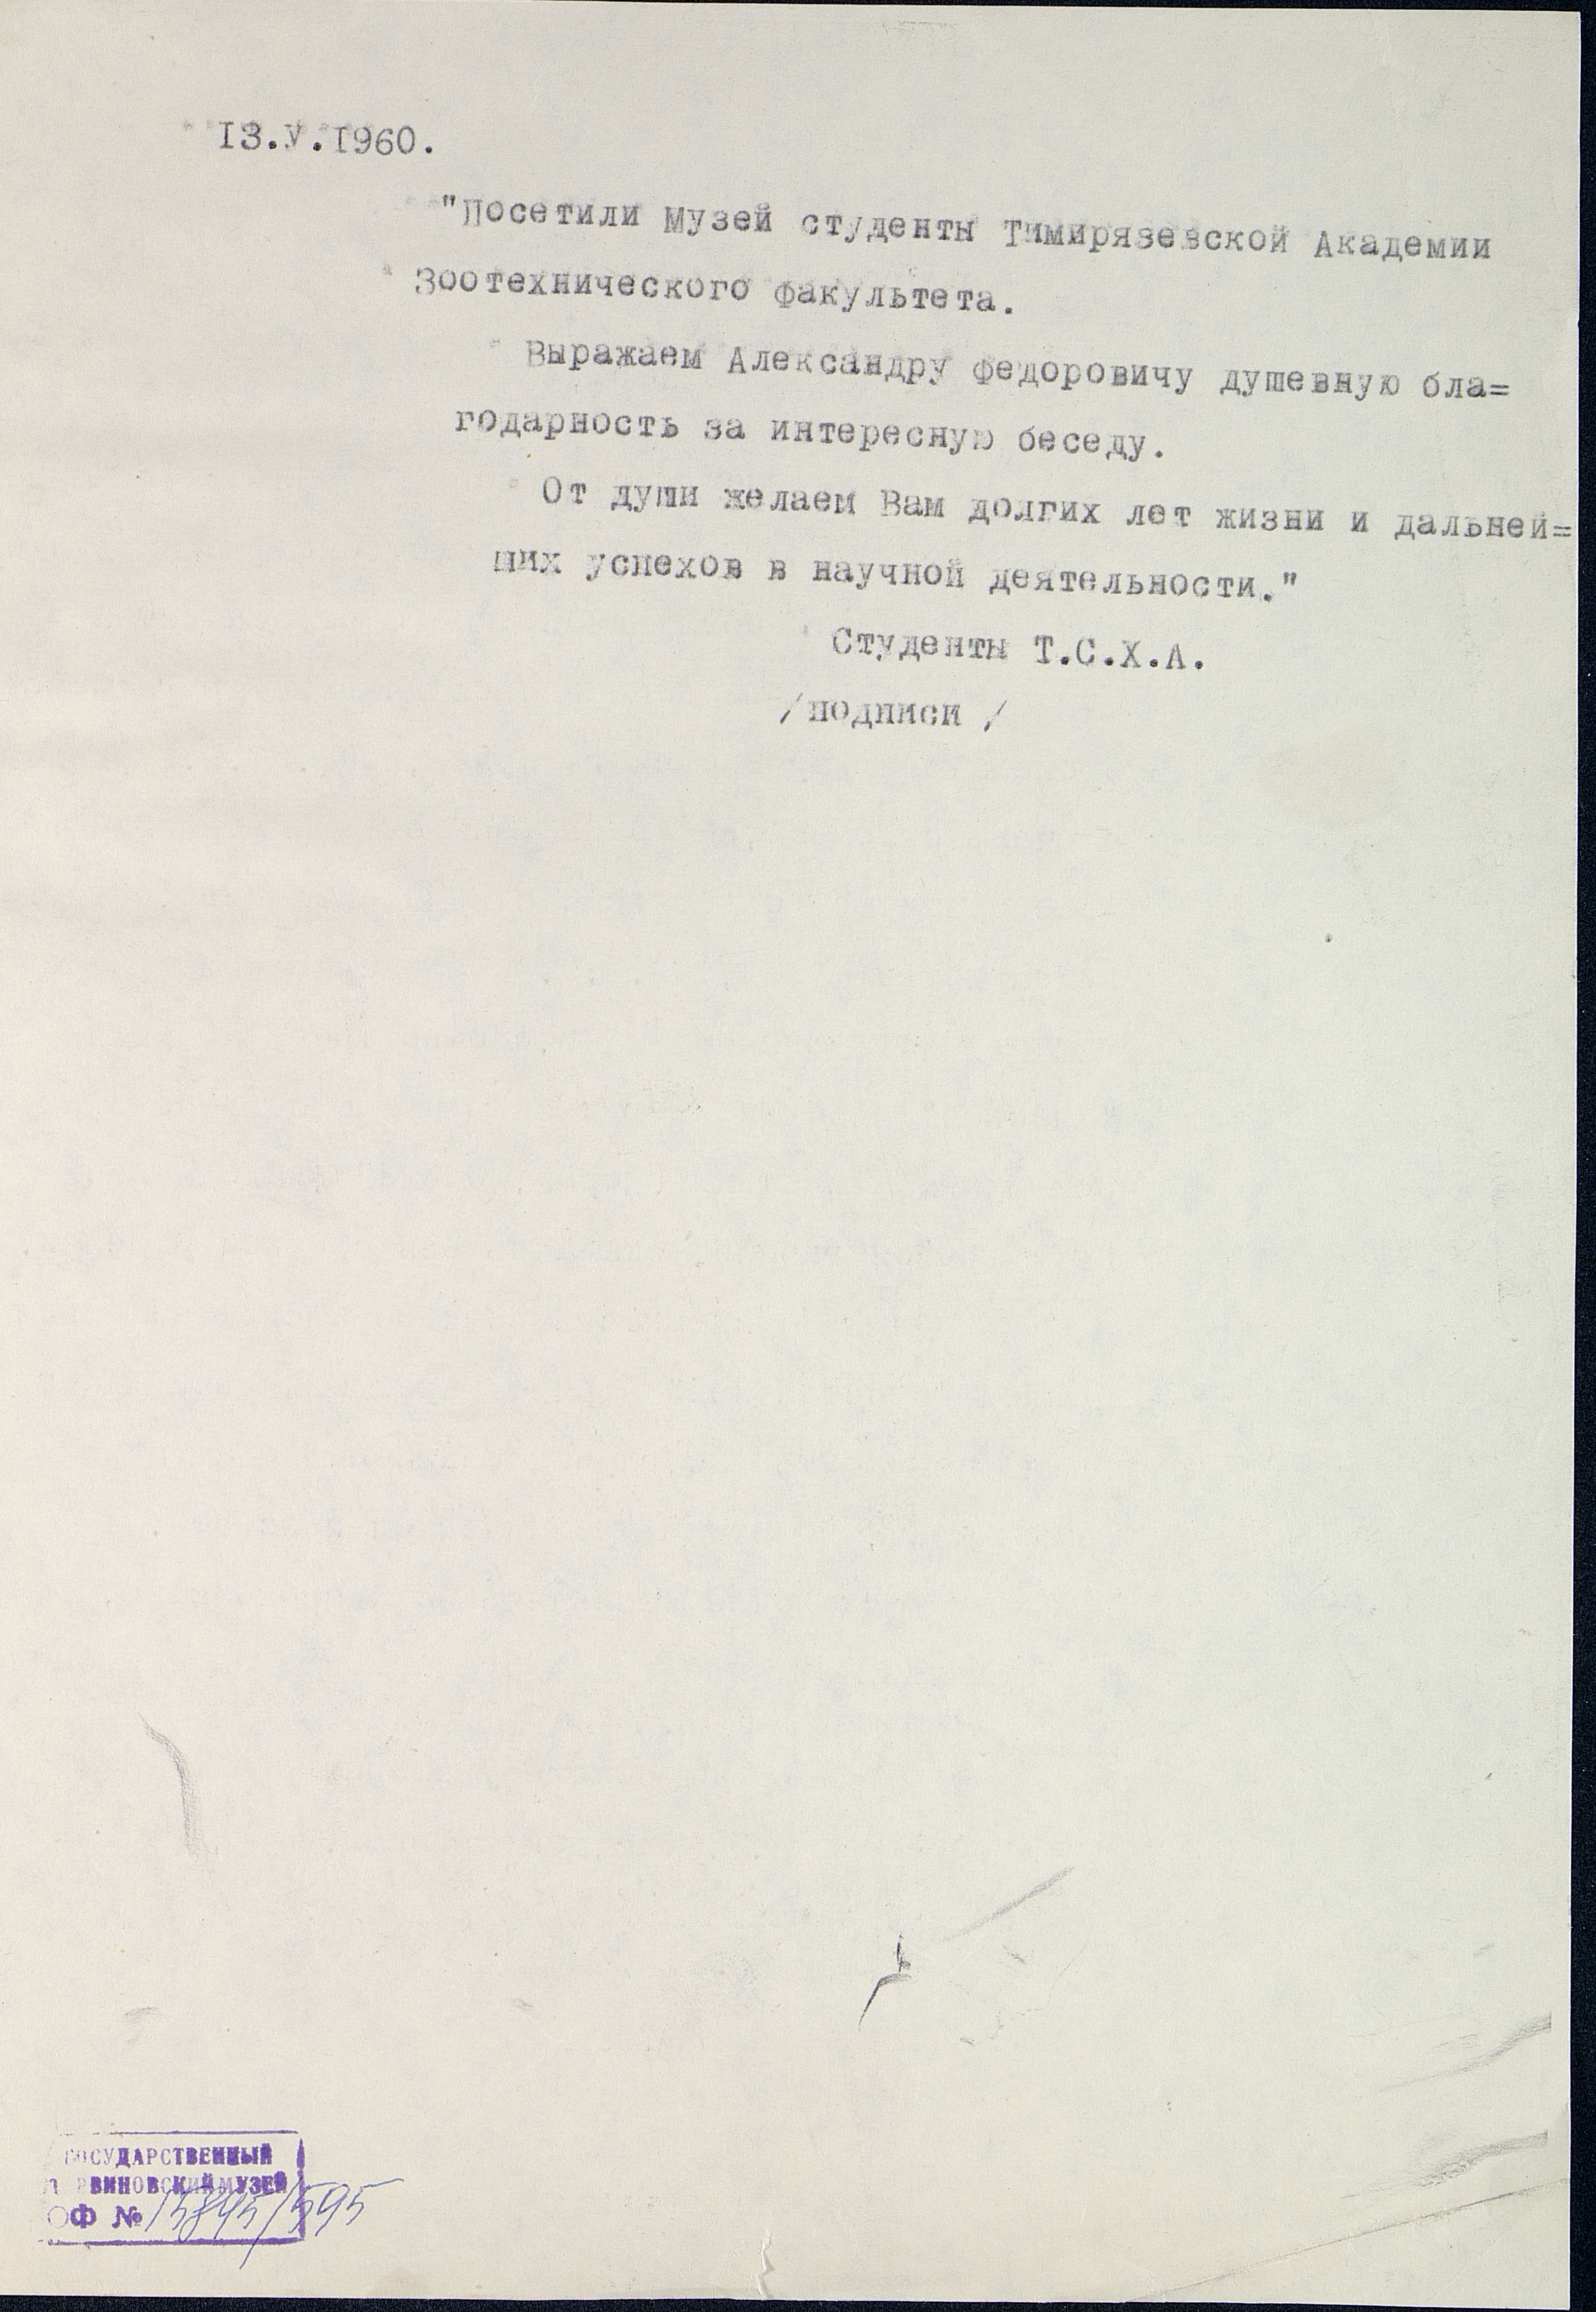 13.У.1960.
"Посетили Музей студенты Тимирязевской Академии
Зоотехнического факультета.
Выражаем Александру Федоровичу душевную бла=
годарность за интересную беседу.
От души желаем Вам долгих лет жизни и дальней=
ших успехов в научной деятельности."
Студенты Т.С.Х.А.
/подписи /
ГОСУДАРСТВЕННЫЙ
ДАРВИНОВСКИЙ МУЗЕЙ
ОФ № 15845/595